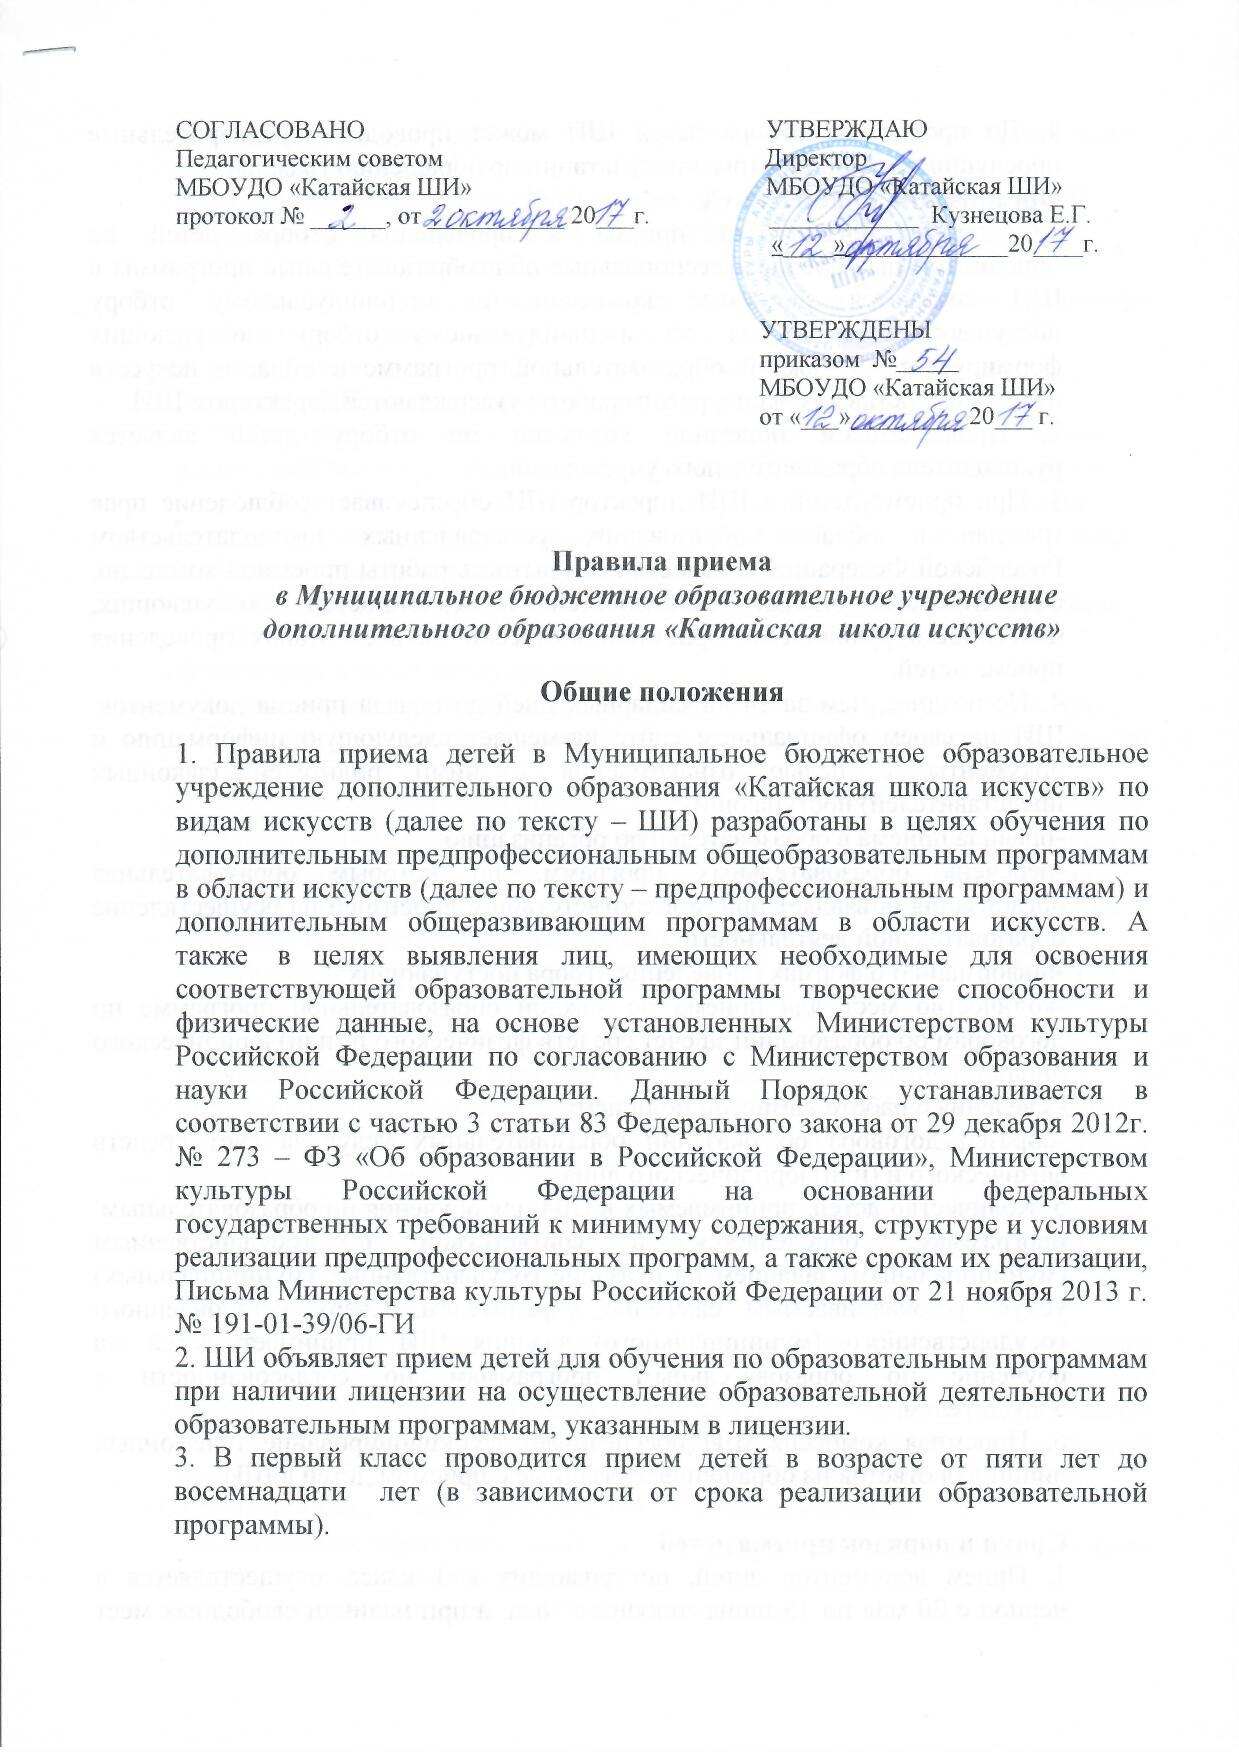 СОГЛАСОВАНО
Педагогическим советом
МБОУДО «Катайская ШИ»
протокол № 2, от 2 октября 2017 г.
УТВЕРЖДАЮ
Директор
МБОУДО «Катайская ШИ»
Кузнецова Е.Г.
«12» октября 2017 г.
УТВЕРЖДЕНЫ
приказом № 54
МБОУДО «Катайская ШИ»
от «12» октября 2017 г.
Правила приема
в Муниципальное бюджетное образовательное учреждение
дополнительного образования «Катайская школа искусств»
Общие положения
1. Правила приема детей в Муниципальное бюджетное образовательное
учреждение дополнительного образования «Катайская школа искусств» по
видам искусств (далее по тексту – ШИ) разработаны в целях обучения по
дополнительным предпрофессиональным общеобразовательным программам
в области искусств (далее по тексту – предпрофессиональным программам) и
дополнительным общеразвивающим программам в области искусств. А
также в целях выявления лиц, имеющих необходимые для освоения
соответствующей образовательной программы творческие способности и
физические данные, на основе установленных Министерством культуры
Российской Федерации по согласованию с Министерством образования и
науки Российской Федерации. Данный Порядок устанавливается в
соответствии с частью 3 статьи 83 Федерального закона от 29 декабря 2012г.
№ 273 – ФЗ «Об образовании в Российской Федерации», Министерством
культуры Российской Федерации на основании федеральных
государственных требований к минимуму содержания, структуре и условиям
реализации предпрофессиональных программ, а также срокам их реализации,
Письма Министерства культуры Российской Федерации от 21 ноября 2013 г.
№ 191-01-39/06-ГИ
2. ШИ объявляет прием детей для обучения по образовательным программам
при наличии лицензии на осуществление образовательной деятельности по
образовательным программам, указанным в лицензии.
3. В первый класс проводится прием детей в возрасте от пяти лет до
восемнадцати лет (в зависимости от срока реализации образовательной
программы).